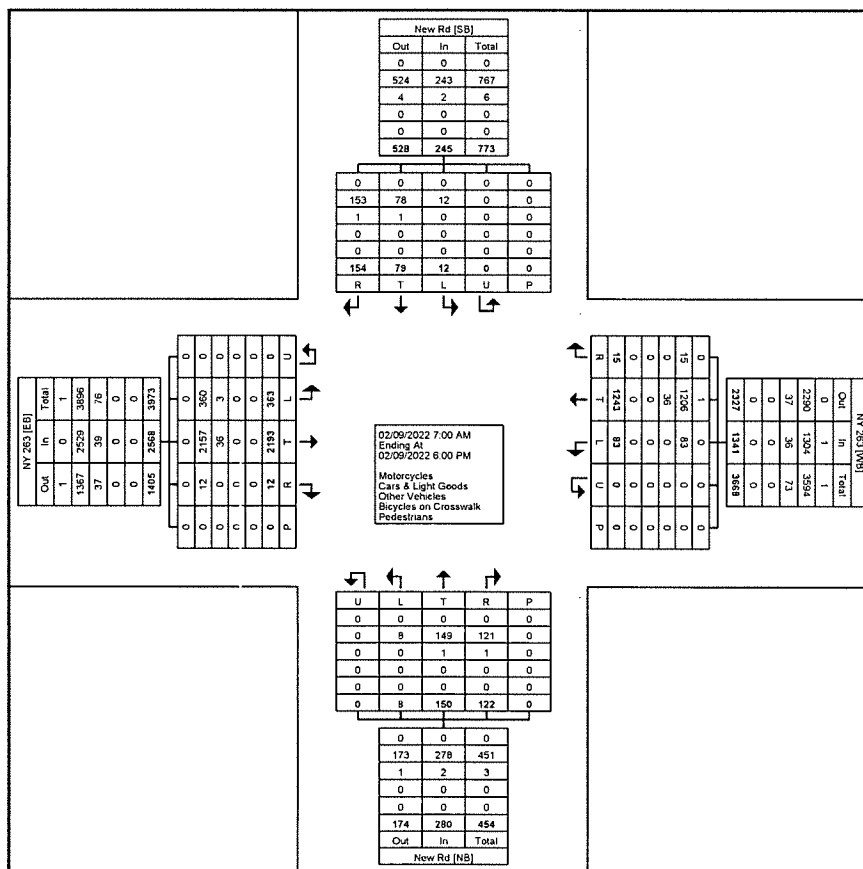 New Rd [SB]
Out In Total
0 0 0
524 243 767
4 2 6
0 0 0
0 0 0
528 245 773
0 0 0 0 0
153 78 12 0 0
1 1 0 0 0
0 0 0 0 0
0 0 0 0 0
154 79 12 0 0
R T L U P
NY 263 [EB]
Total In Out
1 0 1
3896 2529 1367
76 39 37
0 0 0
0 0 0
3973 2568 1405
0 0 0 0 0
0 360 2157 12 0
0 3 36 0 0
0 0 0 0 0
0 0 0 0 0
0 363 2193 12 0
U L T R P
02/09/2022 7:00 AM
Ending At
02/09/2022 6:00 PM
Motorcycles
Cars & Light Goods
Other Vehicles
Bicycles on Crosswalk
Pedestrians
NY 263 [WB]
Out In Total
0 1 1
2290 1304 3594
37 36 73
0 0 0
0 0 0
2327 1341 3668
0 1 0 0 0
15 1206 83 0 0
0 36 0 0 0
0 0 0 0 0
0 0 0 0 0
15 1243 83 0 0
R T L U P
U L T R P
0 0 0 0 0
0 8 149 121 0
0 0 1 1 0
0 0 0 0 0
0 0 0 0 0
0 8 150 122 0
0 0 0
173 278 451
1 2 3
0 0 0
0 0 0
174 280 454
Out In Total
New Rd [NB]